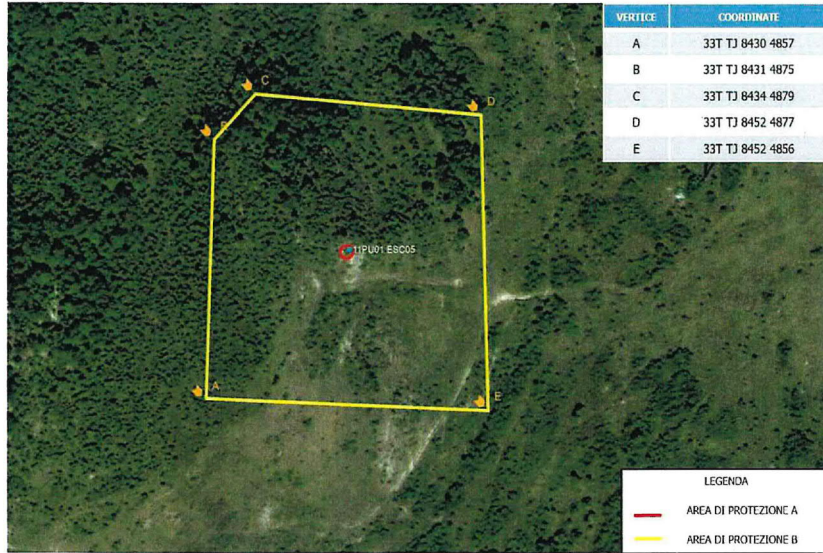 VERTICE COORDINATE
A 33T TJ 8430 4857
B 33T TJ 8431 4875
C 33T TJ 8434 4879
D 33T TJ 8452 4877
E 33T TJ 8452 4856
C
D
B
11PU01 ESC05
A
E
LEGENDA
AREA DI PROTEZIONE A
AREA DI PROTEZIONE B